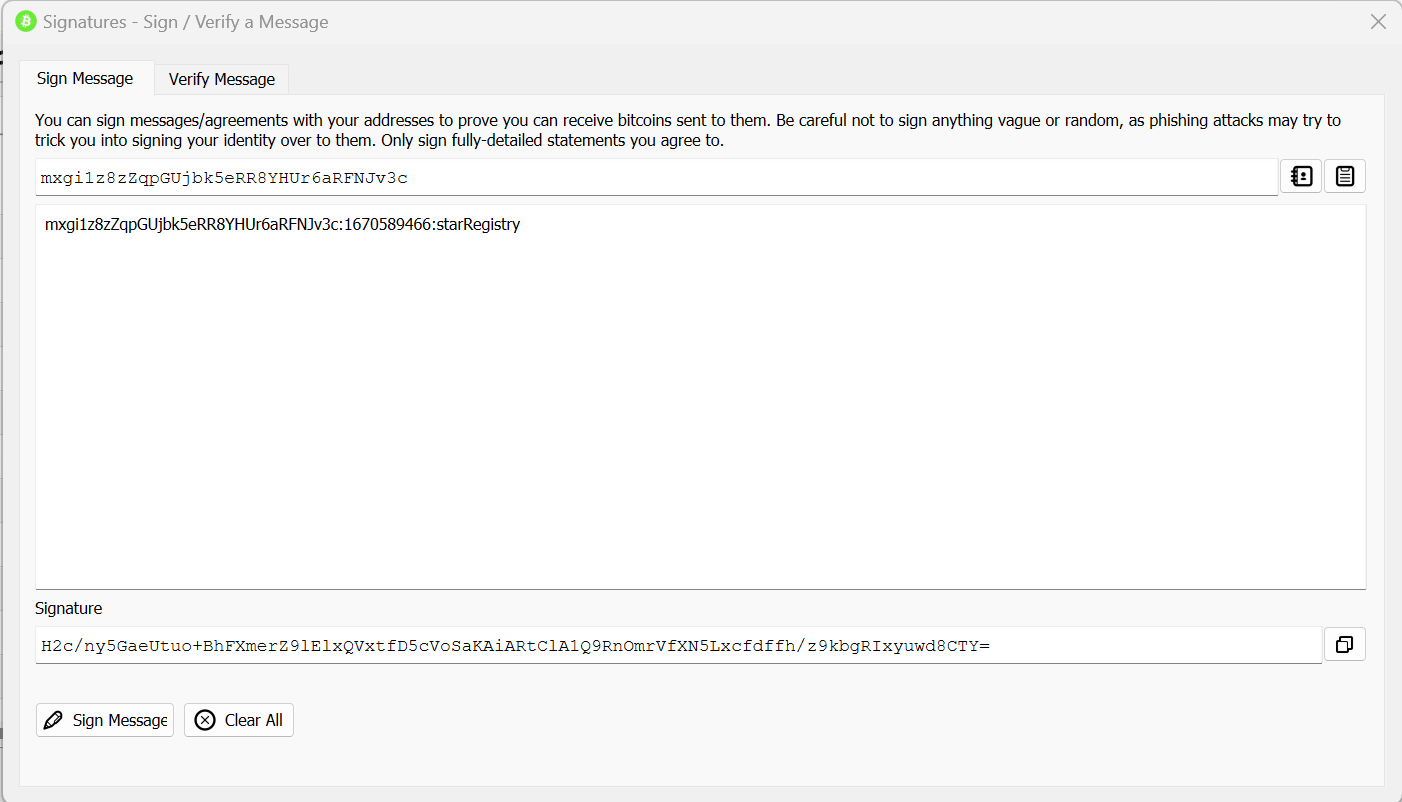 Signatures - Sign / Verify a Message
Sign Message
Verify Message
You can sign messages/agreements with your addresses to prove you can receive bitcoins sent to them. Be careful not to sign anything vague or random, as phishing attacks may try to
trick you into signing your identity over to them. Only sign fully-detailed statements you agree to.
mxgi1z8zZqpGUjbk5eRR8YHUr6aRFNJv3c
mxgi1z8zZqpGUjbk5eRR8YHUr6aRFNJv3c:1670589466:starRegistry
Signature
H2c/ny5GaeUtuo+BhFXmerZ9lElxQVxtfD5cVoSaKAiARtClA1Q9RnOmrVfXN5Lxcfdffh/z9kbgRIxyuwd8CTY=
Sign Message
Clear All